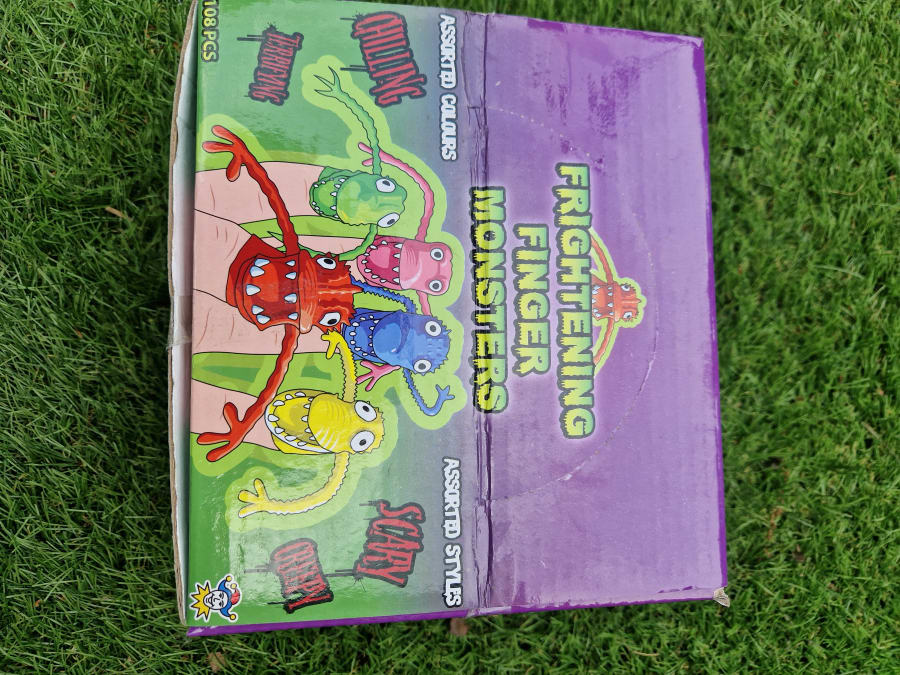 FRIGHTENING
FINGER
MONSTERS
ASSORTED COLOURS
ASSORTED STYLES
CHILLING
SCARY
TERRIFYING
CREEPY
108 PCS